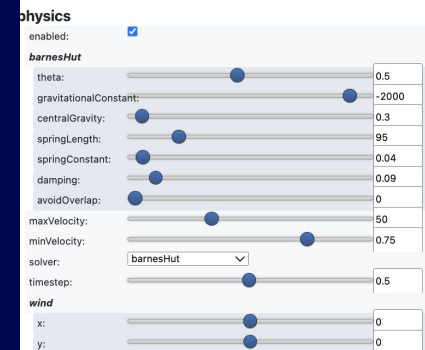 physics
enabled:
barnesHut
theta: 0.5
gravitationalConstant: -2000
centralGravity: 0.3
springLength: 95
springConstant: 0.04
damping: 0.09
avoidOverlap: 0
maxVelocity: 50
minVelocity: 0.75
solver: barnesHut
timestep: 0.5
wind
x: 0
y: 0